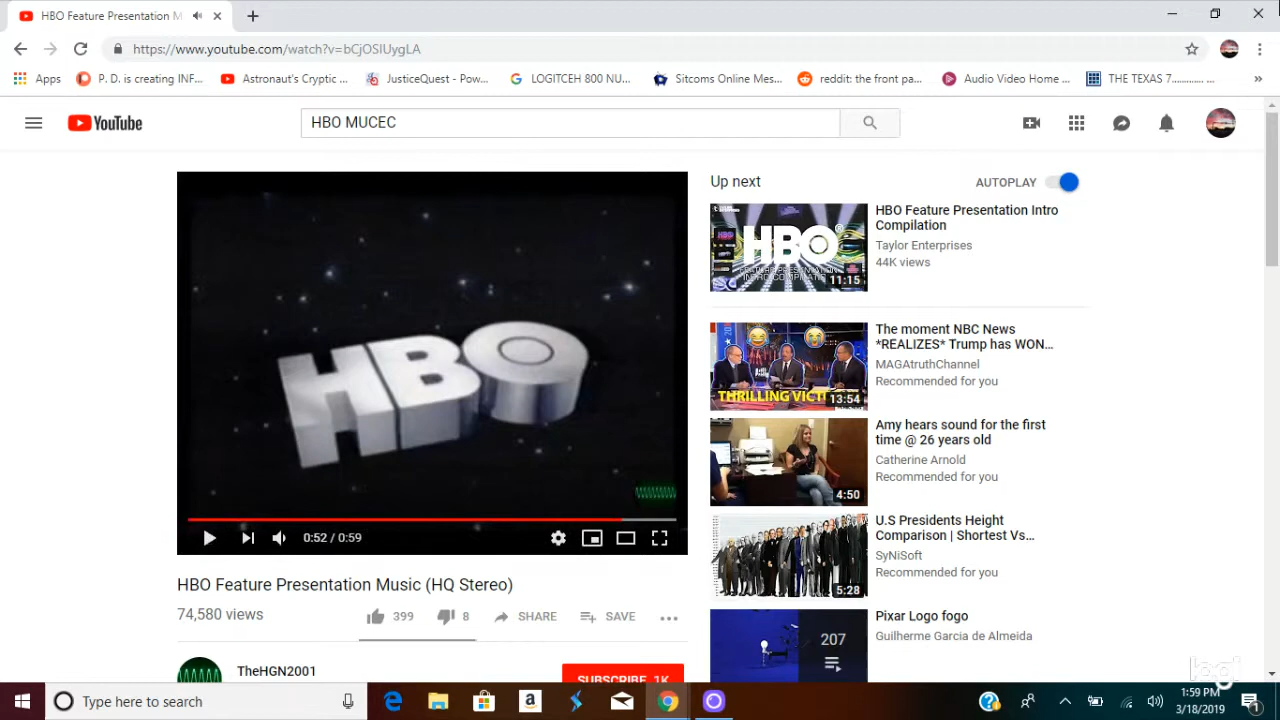 HBO Feature Presentation M
https://www.youtube.com/watch?v=bCjOSIUygLA
Apps P. D. is creating INF... Astronaut's Cryptic ... JusticeQuest - Pow... LOGITCEH 800 NU... Sitcoms Online Mes... reddit: the front pa... Audio Video Home ... THE TEXAS 7............ ... »
YouTube
HBO MUCEC
Up next
AUTOPLAY
HBO
0:52 / 0:59
HBO Feature Presentation Music (HQ Stereo)
74,580 views
399 8 SHARE SAVE
TheHGN2001
SUBSCRIBE 1K
HBO
11:15
HBO Feature Presentation Intro
Compilation
Taylor Enterprises
44K views
THRILLING VICT
13:54
The moment NBC News
*REALIZES* Trump has WON...
MAGAtruthChannel
Recommended for you
4:50
Amy hears sound for the first
time @ 26 years old
Catherine Arnold
Recommended for you
5:28
U.S Presidents Height
Comparison | Shortest Vs...
SyNiSoft
Recommended for you
207
Pixar Logo fogo
Guilherme Garcia de Almeida
logi
Type here to search
1:59 PM
3/18/2019
1